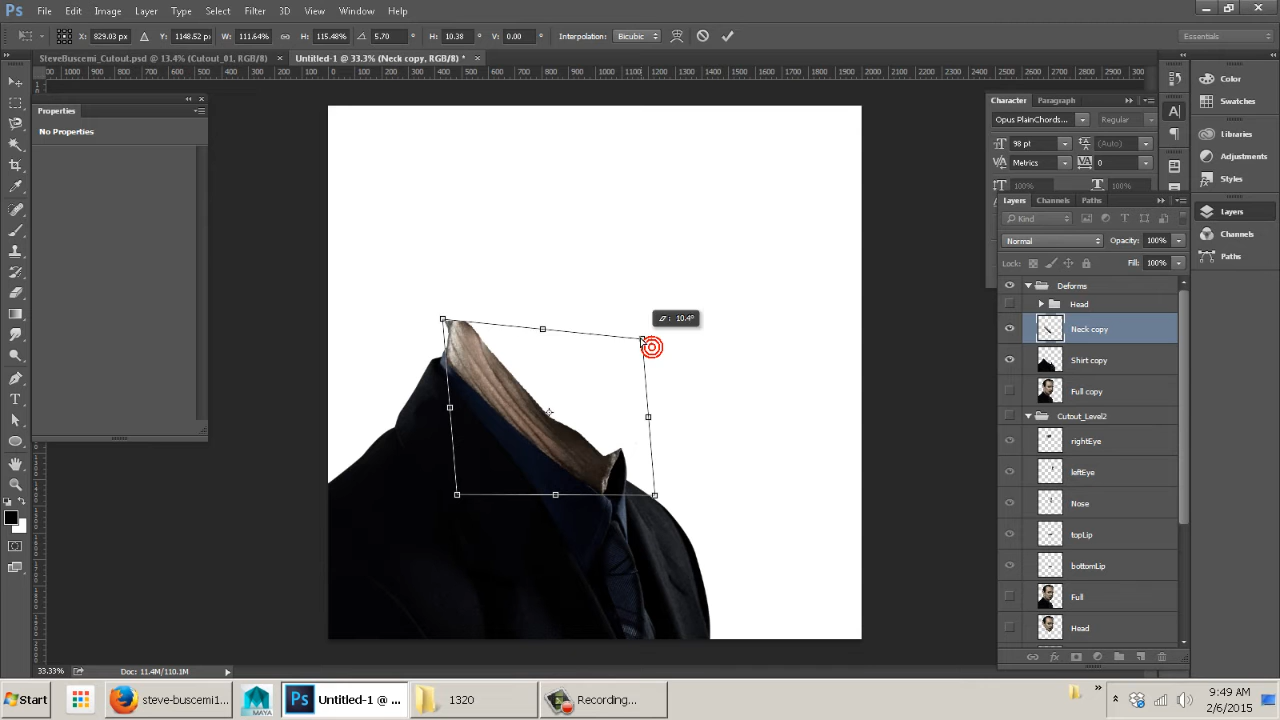 Ps File Edit Image Layer Type Select Filter 3D View Window Help
X: 829.03 px Y: 1148.52 px W: 111.64% H: 115.48% 5.70 ° H: 10.38 ° V: 0.00 ° Interpolation: Bicubic Essentials
SteveBuscemi_Cutout.psd @ 13.4% (Cutout_01, RGB/8) × Untitled-1 @ 33.3% (Neck copy, RGB/8) * ×
Properties
No Properties
10.4°
Character Paragraph
Opus PlainChords... Regular
98 pt (Auto)
Metrics 0
100% 100%
Layers Channels Paths
Kind
Normal Opacity: 100%
Lock: Fill: 100%
Deforms
Head
Neck copy
Shirt copy
Full copy
Cutout_Level2
rightEye
leftEye
Nose
topLip
bottomLip
Full
Head
Color
Swatches
Libraries
Adjustments
Styles
Layers
Channels
Paths
33.33% Doc: 11.4M/110.1M
Start steve-buscemi1... MAYA Ps Untitled-1 @ ... 1320 Recording...
3:49 AM
2/6/2015